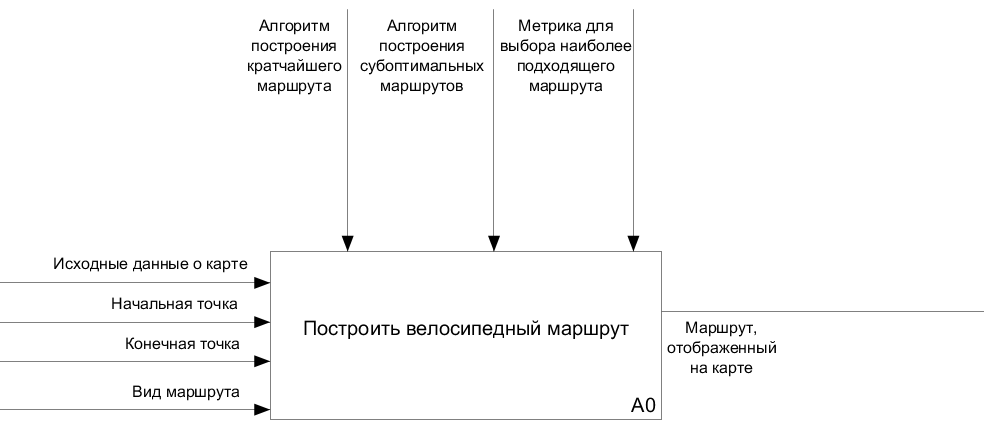 Алгоритм
построения
кратчайшего
маршрута
Алгоритм
построения
субоптимальных
маршрутов
Метрика для
выбора наиболее
подходящего
маршрута
Исходные данные о карте
Начальная точка
Конечная точка
Вид маршрута
Построить велосипедный маршрут
A0
Маршрут,
отображенный
на карте